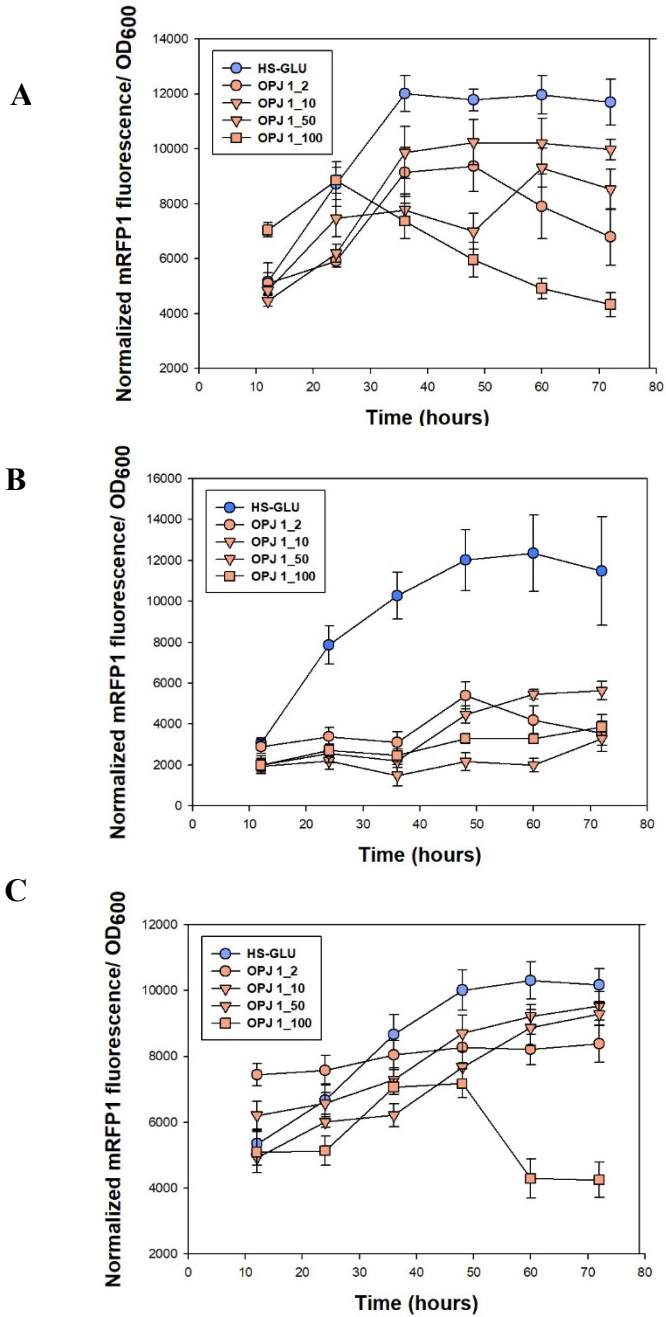 A
Normalized mRFP1 fluorescence/ OD600
14000
12000
10000
8000
6000
4000
2000
HS-GLU
OPJ 1_2
OPJ 1_10
OPJ 1_50
OPJ 1_100
0 10 20 30 40 50 60 70 80
Time (hours)
B
Normalized mRFP1 fluorescence/ OD600
16000
14000
12000
10000
8000
6000
4000
2000
0
HS-GLU
OPJ 1_2
OPJ 1_10
OPJ 1_50
OPJ 1_100
0 10 20 30 40 50 60 70 80
Time (hours)
C
Normalized mRFP1 fluorescence/ OD600
12000
10000
8000
6000
4000
2000
HS-GLU
OPJ 1_2
OPJ 1_10
OPJ 1_50
OPJ 1_100
0 10 20 30 40 50 60 70 80
Time (hours)